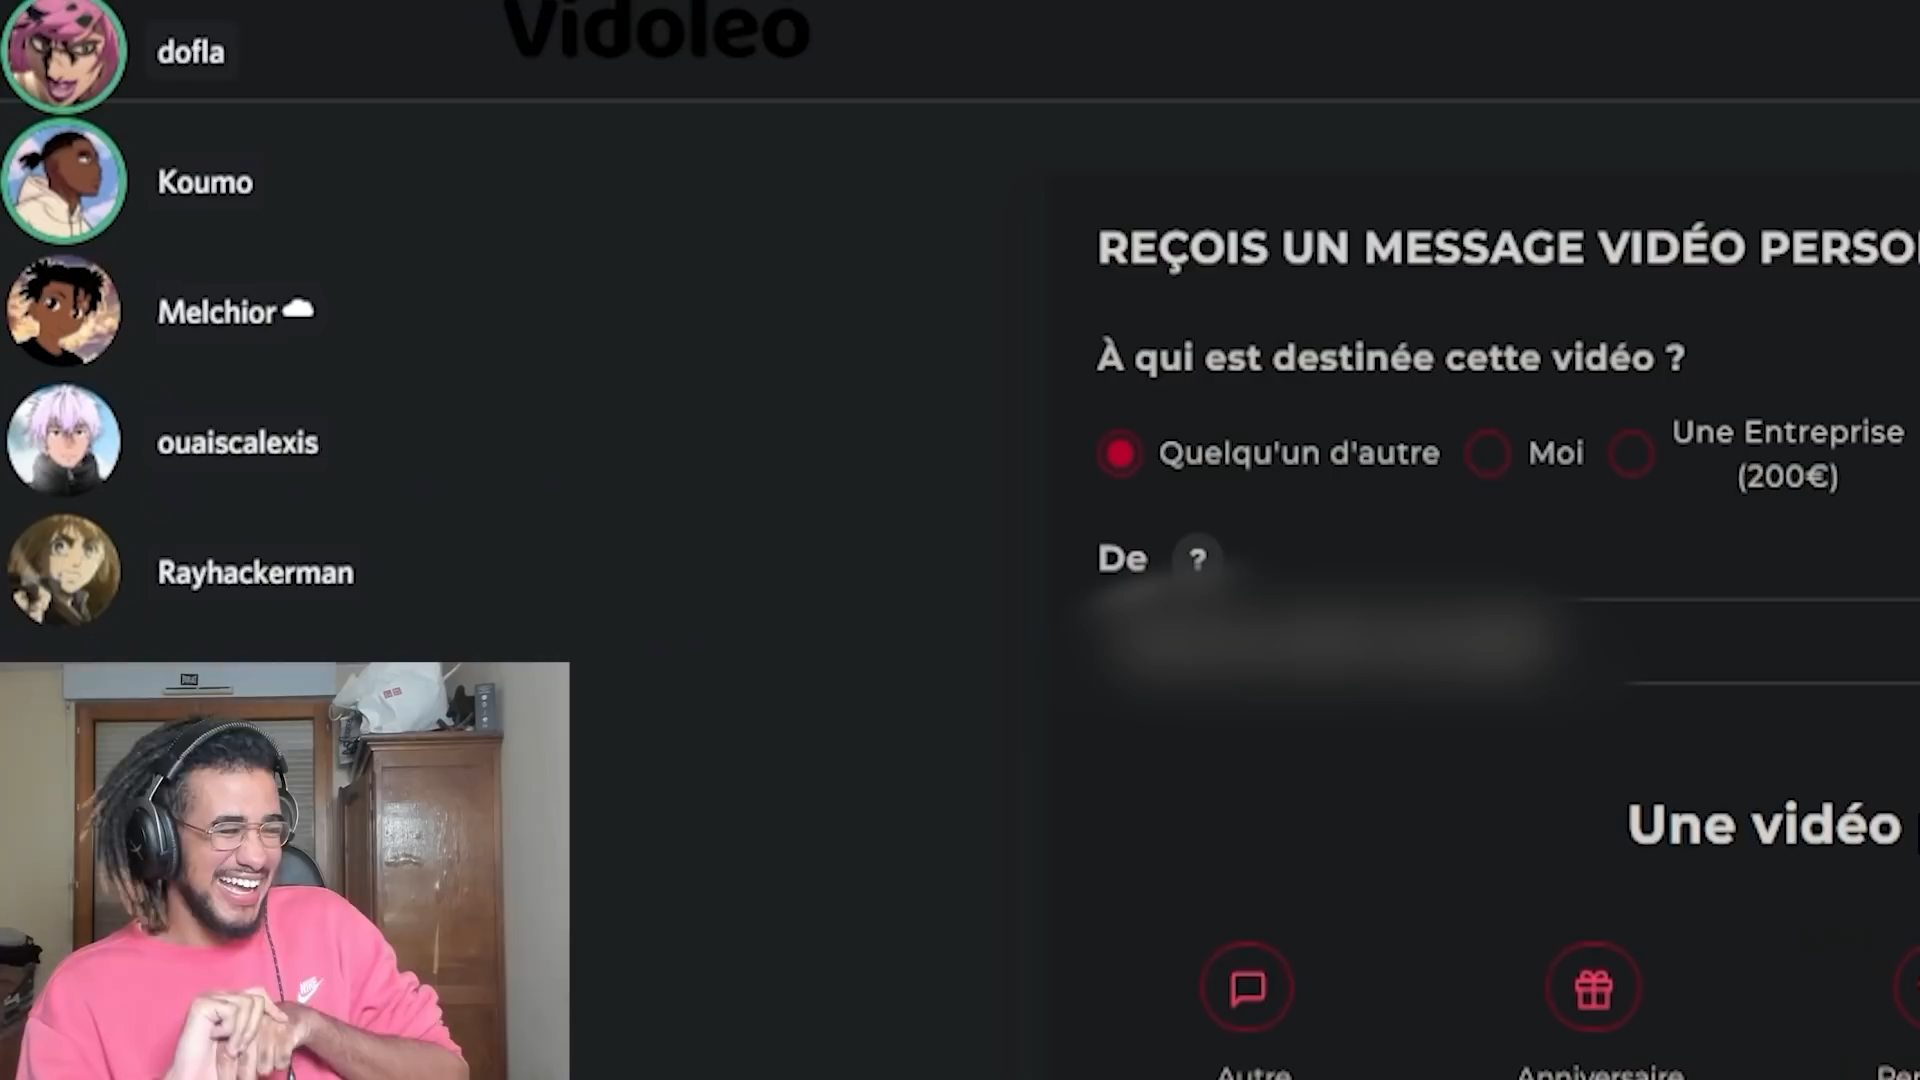 Vidoleo
dofla
Koumo
Melchior
ouaiscalexis
Rayhackerman
REÇOIS UN MESSAGE VIDÉO
À qui est destinée cette vidéo ?
Quelqu'un d'autre
Moi
Une Entreprise
(200€)
De ?
Une vidéo
Autre
Anniversaire